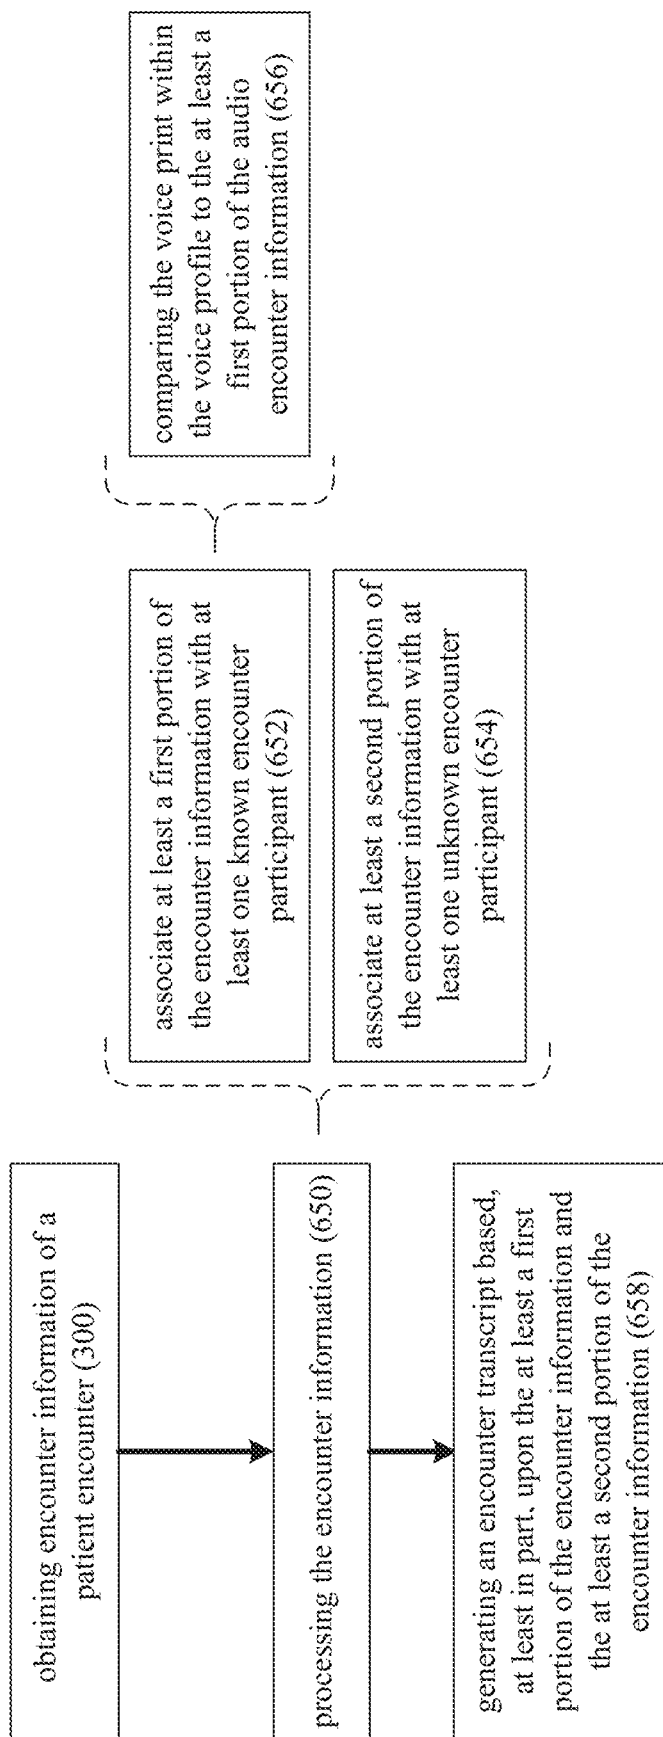 obtaining encounter information of a
patient encounter (300)
processing the encounter information (650)
generating an encounter transcript based,
at least in part, upon the at least a first
portion of the encounter information and
the at least a second portion of the
encounter information (658)
associate at least a first portion of
the encounter information with at
least one known encounter
participant (652)
associate at least a second portion of
the encounter information with at
least one unknown encounter
participant (654)
comparing the voice print within
the voice profile to the at least a
first portion of the audio
encounter information (656)